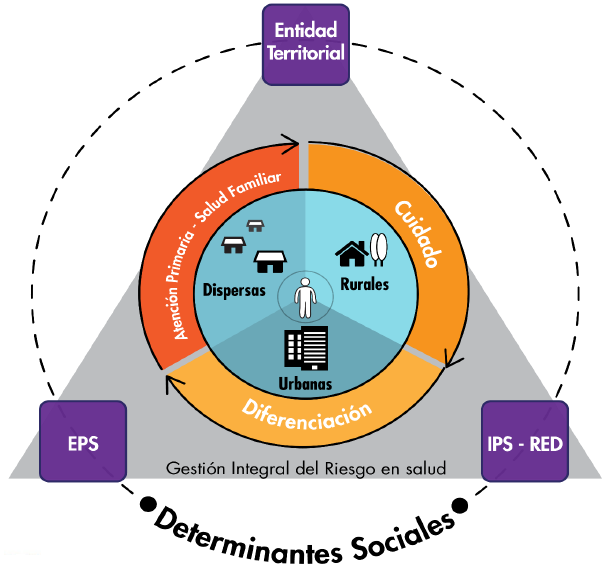 Entidad
Territorial
Atención Primaria - Salud Familiar
Cuidado
Dispersas
Rurales
Urbanas
Diferenciación
EPS
IPS - RED
Gestión Integral del Riesgo en salud
Determinantes Sociales